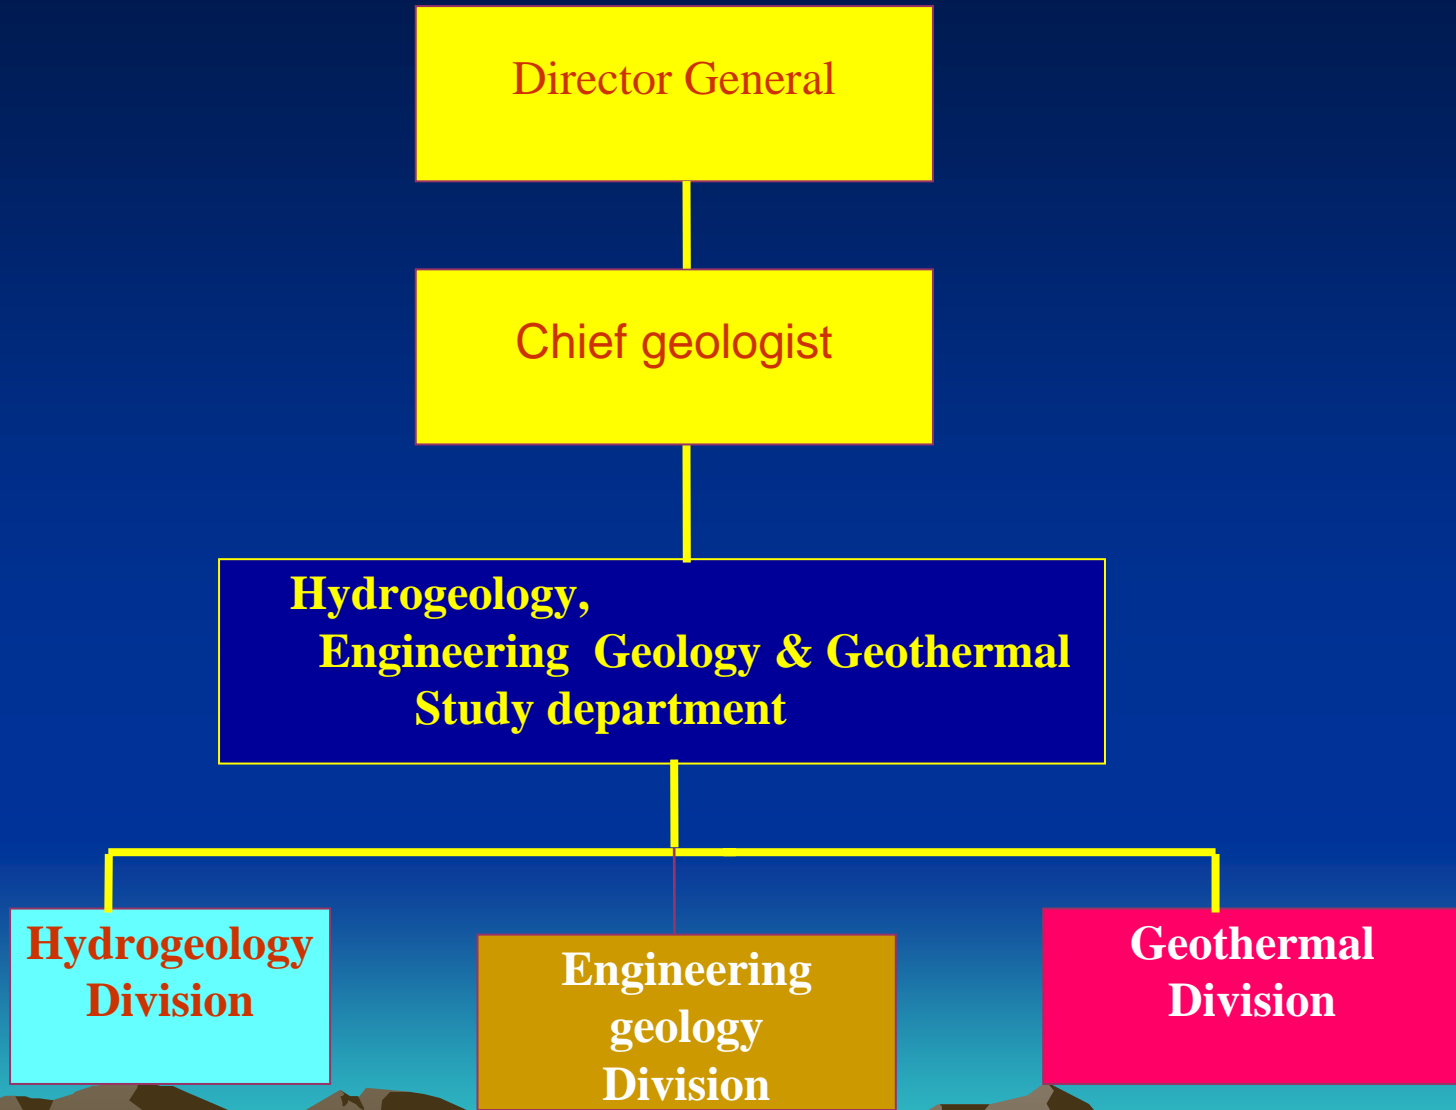 Director General
Chief geologist
Hydrogeology,
Engineering Geology & Geothermal
Study department
Hydrogeology
Division
Engineering
geology
Division
Geothermal
Division